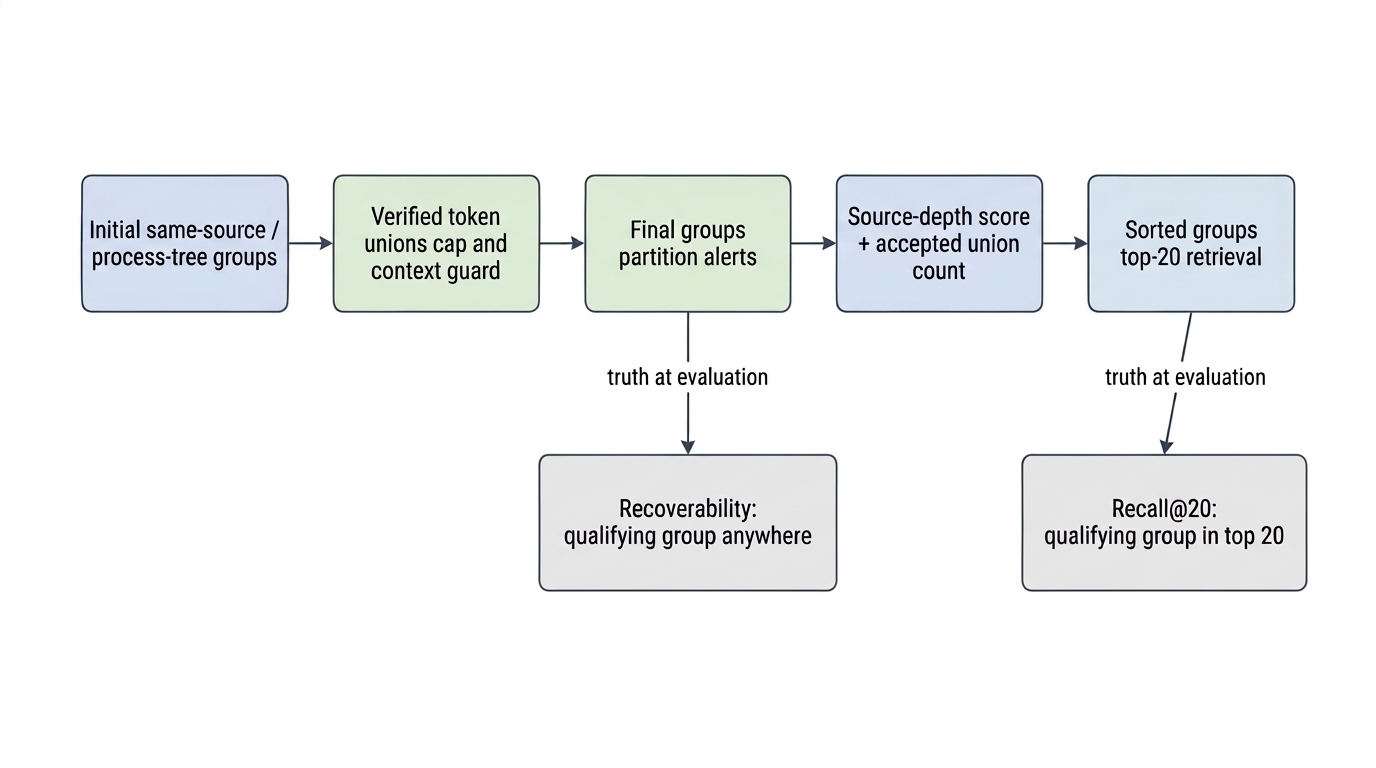 Initial same-source /
process-tree groups
Verified token
unions cap and
context guard
Final groups
partition alerts
Source-depth score
+ accepted union
count
Sorted groups
top-20 retrieval
truth at evaluation
truth at evaluation
Recoverability:
qualifying group anywhere
Recall@20:
qualifying group in top 20